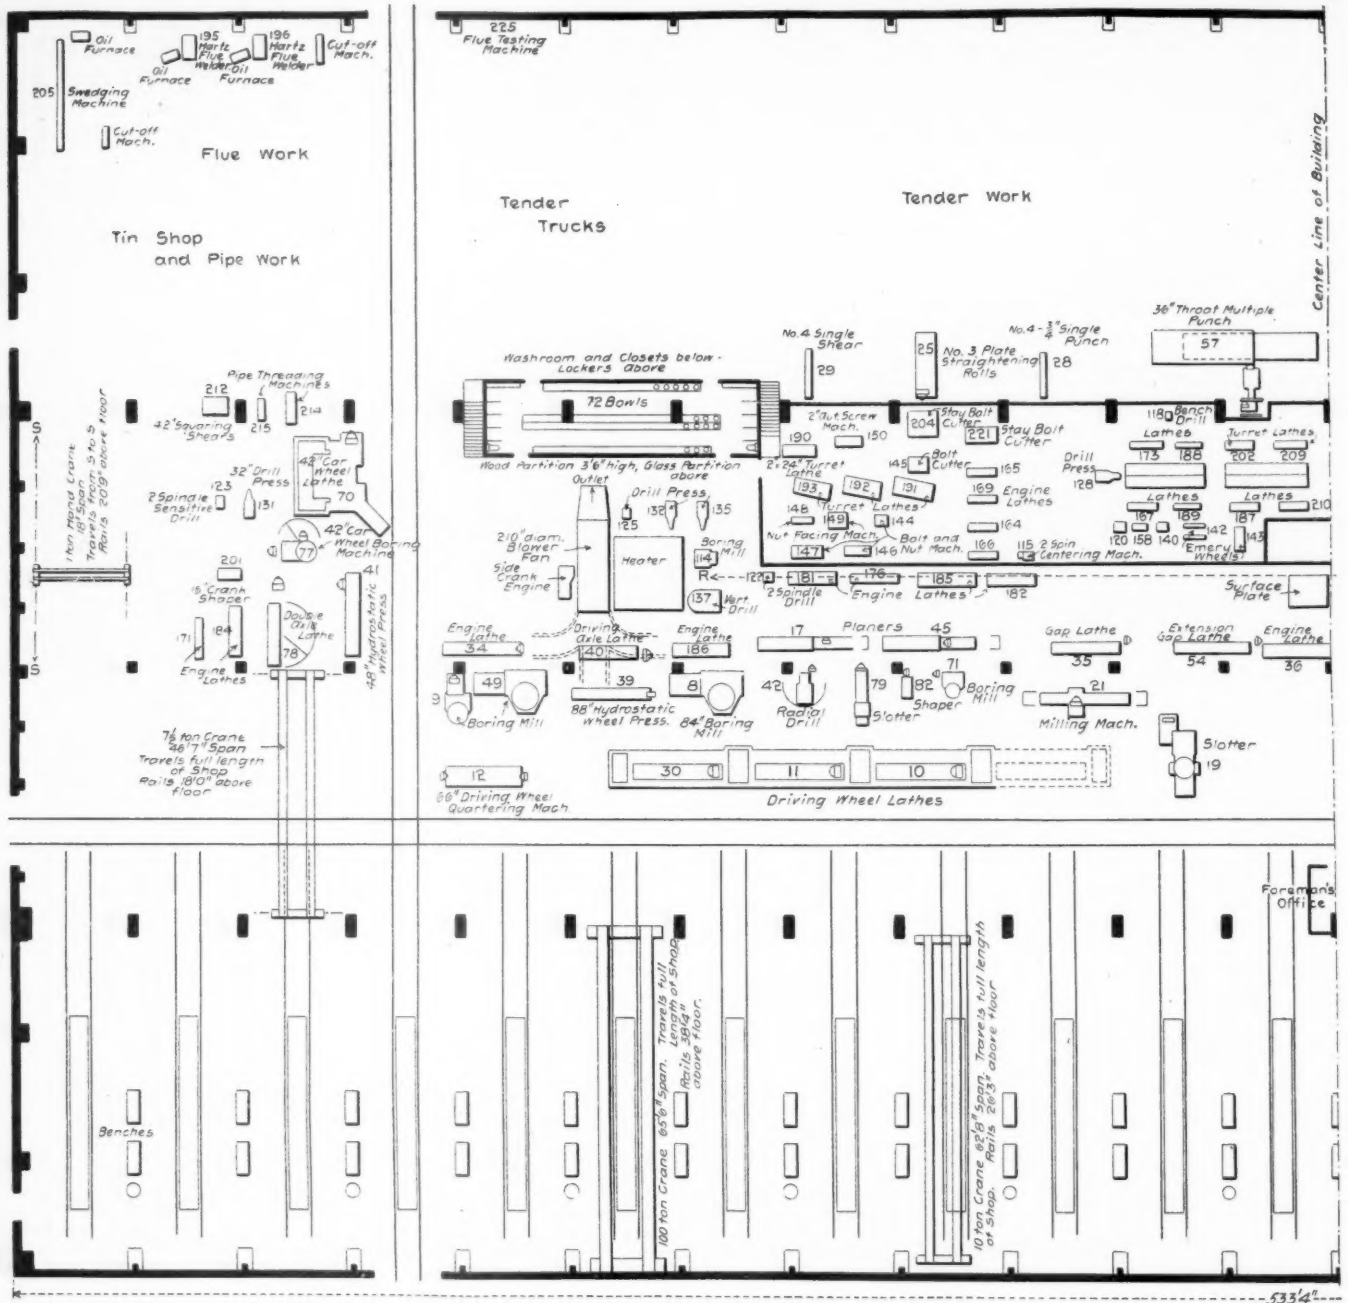 Oil
Furnace
195
Hartz
Flue
Welder
Oil
Furnace
196
Hartz
Flue
Welder
Oil
Furnace
Cut-off
Mach.
225
Flue Testing
Machine
205
Swedging
Machine
Cut-off
Mach.
Flue Work
Tender
Trucks
Tender Work
Center Line of Building
Tin Shop
and Pipe Work
36" Throat Multiple
Punch
57
No.4 Single
Shear
29
25
No. 3 Plate
Straightening
Rolls
No.4-¾" Single
Punch
28
Washroom and Closets below-
Lockers above
72 Bowls
Wood Partition 3'6" high, Glass Partition
above
Pipe Threading
Machines
212
215
214
42" Squaring
Shears
1 ton Hand Crane
18' Span
Travels from S to S
Rails 20'9" above floor
S
S
32" Drill
Press
131
123
2 Spindle
Sensitive
Drill
42" Car
Wheel
Lathe
70
42" Car
Wheel Boring
Machine
77
201
15" Crank
Shaper
184
171
Engine
Lathes
Double
Axle
Lathe
78
41
48" Hydrostatic
Wheel Press
Outlet
210" diam.
Blower
Fan
Side
Crank
Engine
Drill Press
125
132
135
Heater
Boring
Mill
114
R
137
Vert.
Drill
2" Nut Screw
Mach.
190
150
204
Stay Bolt
Cutter
221
Stay Bolt
Cutter
2"x24" Turret
Lathe
145
Bolt
Cutter
165
193
192
191
Turret Lathes
169
Engine
Lathes
148
149
144
164
Nut Facing Mach.
Bolt and
Nut Mach.
147
146
166
115
2 Spin
Centering Mach.
118
Bench
Drill
Lathes
173
188
Turret Lathes
202
209
Drill
Press
128
Lathes
167
189
Lathes
187
210
120
158
140
142
143
Emery
Wheels
122
181
2 Spindle
Drill
176
185
182
Engine Lathes
Surface
Plate
Engine
Lathe
34
Driving
Axle Lathe
40
Engine
Lathe
186
17
Planers
45
Gap Lathe
35
Extension
Gap Lathe
54
Engine
Lathe
36
9
49
Boring Mill
39
88" Hydrostatic
Wheel Press.
8
84" Boring
Mill
42
Radial
Drill
79
Slotter
82
Shaper
71
Boring
Mill
21
Milling Mach.
Slotter
19
7½ ton Crane
46'7" Span
Travels full length
of Shop
Rails 18'0" above
floor
12
66" Driving Wheel
Quartering Mach.
30
11
10
Driving Wheel Lathes
Foreman's
Office
100 ton Crane 65'6" span. Travels full
Length of Shop
Rails 38'4"
above floor.
10 ton Crane 62'8" Span. Travels full length
of Shop. Rails 26'3" above floor
Benches
533'4"